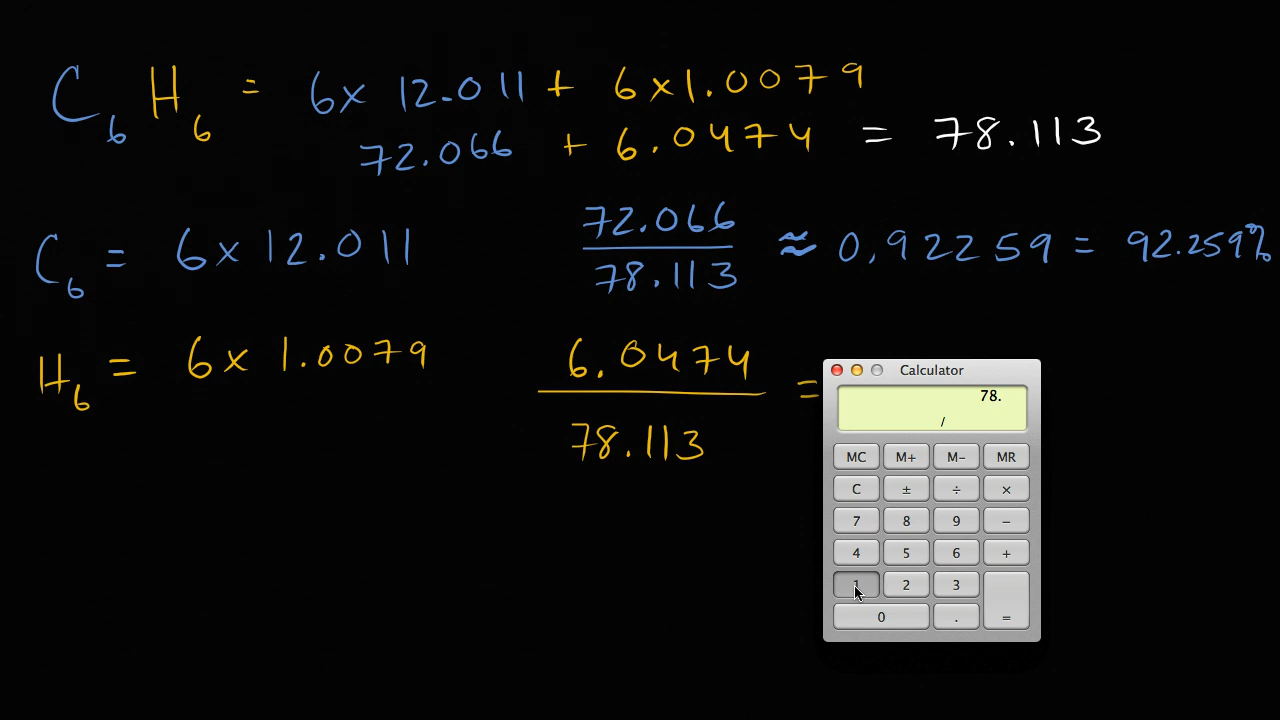 C₆ H₆ = 6x 12.011 + 6x1.0079
72.066 + 6.0474 = 78.113
C₆ = 6x 12.011
72.066
78.113
≈ 0,92259 = 92.259%
H₆ = 6x 1.0079
6.0474
78.113
=
Calculator
78.
/
MC M+ M- MR
C ± ÷ ×
7 8 9 −
4 5 6 +
1 2 3
0 . =